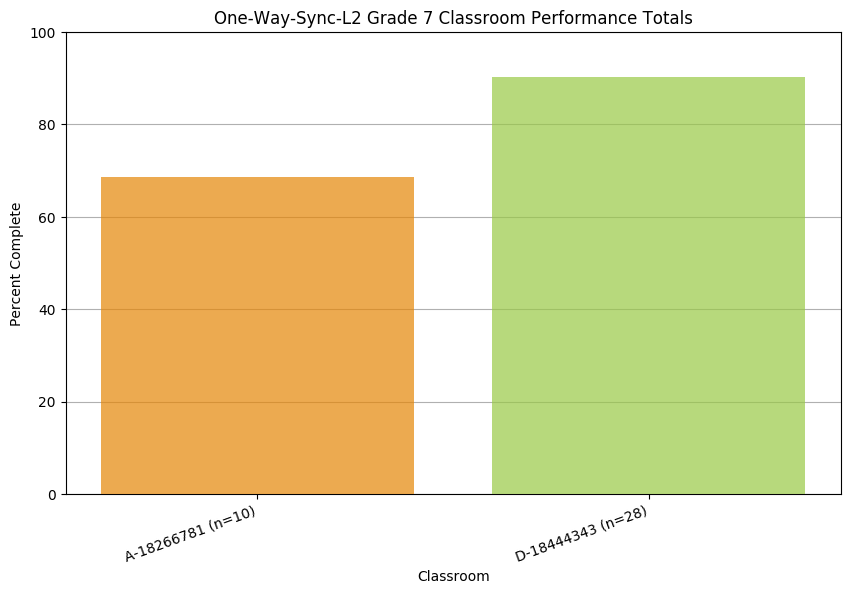 One-Way-Sync-L2 Grade 7 Classroom Performance Totals
Percent Complete
100
80
60
40
20
0
A-18266781 (n=10)
D-18444343 (n=28)
Classroom